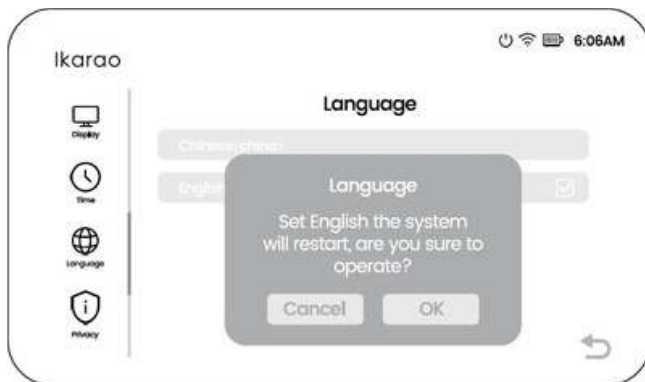 6:06AM
Ikarao
Language
Display
Chinese(china)
Time
English
Language
Set English the system
will restart, are you sure to
operate?
Language
Cancel OK
Privacy